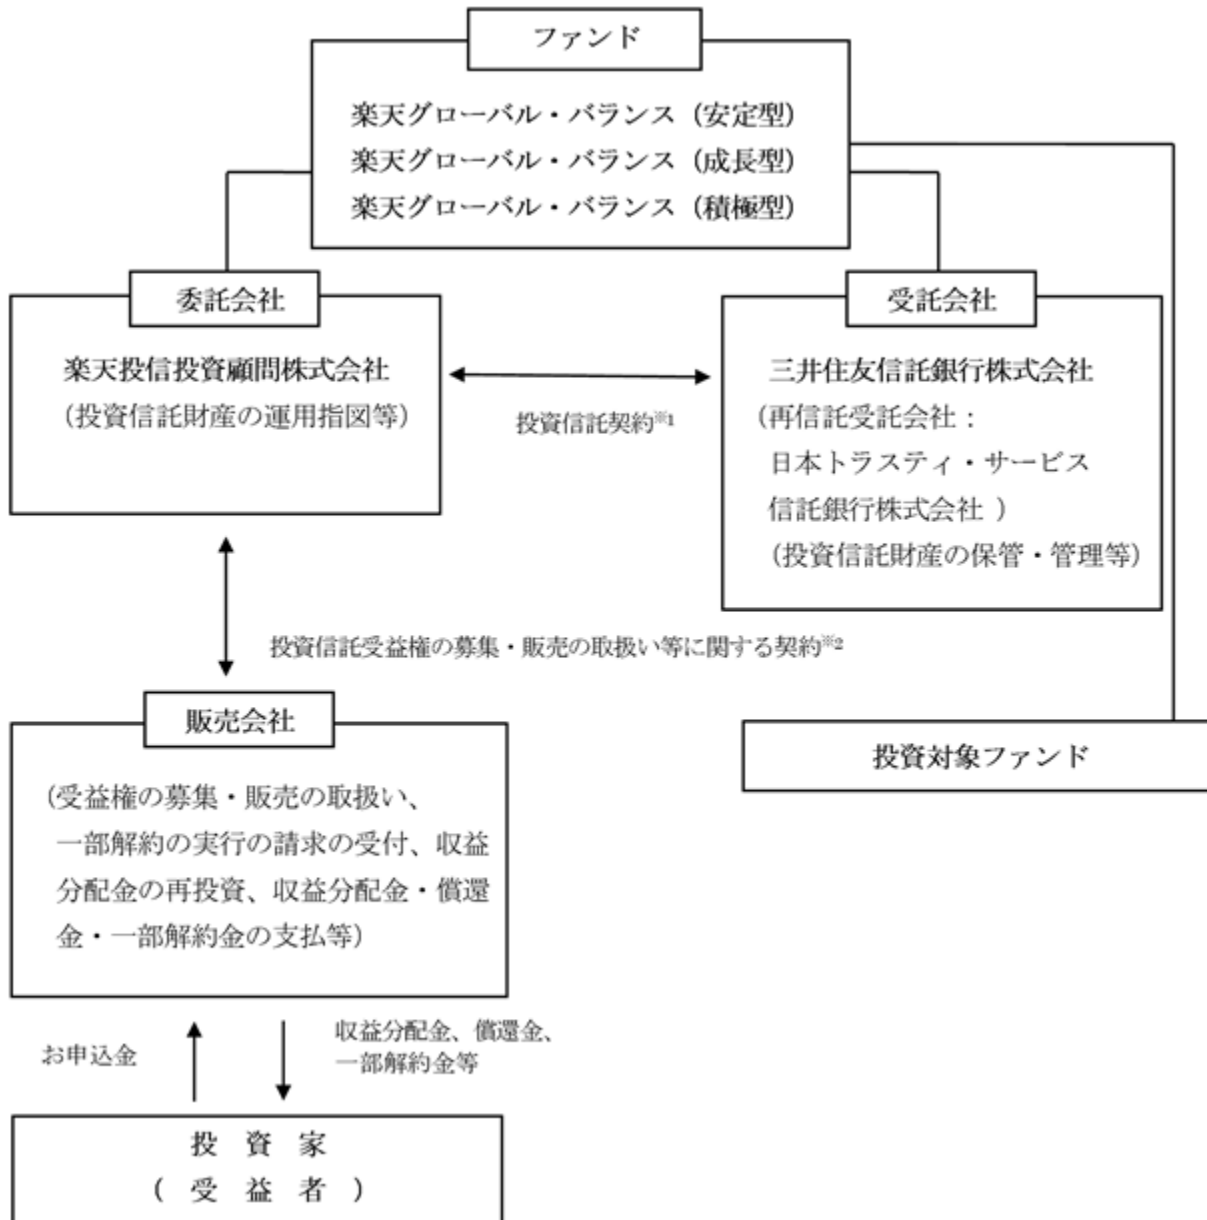 ファンド
楽天グローバル・バランス（安定型）
楽天グローバル・バランス（成長型）
楽天グローバル・バランス（積極型）
委託会社
楽天投信投資顧問株式会社
（投資信託財産の運用指図等）
投資信託契約※1
受託会社
三井住友信託銀行株式会社
（再信託受託会社：
日本トラスティ・サービス
信託銀行株式会社 ）
（投資信託財産の保管・管理等）
投資信託受益権の募集・販売の取扱い等に関する契約※2
販売会社
（受益権の募集・販売の取扱い、
一部解約の実行の請求の受付、収益
分配金の再投資、収益分配金・償還
金・一部解約金の支払等）
投資対象ファンド
お申込金
収益分配金、償還金、
一部解約金等
投 資 家
（ 受 益 者 ）